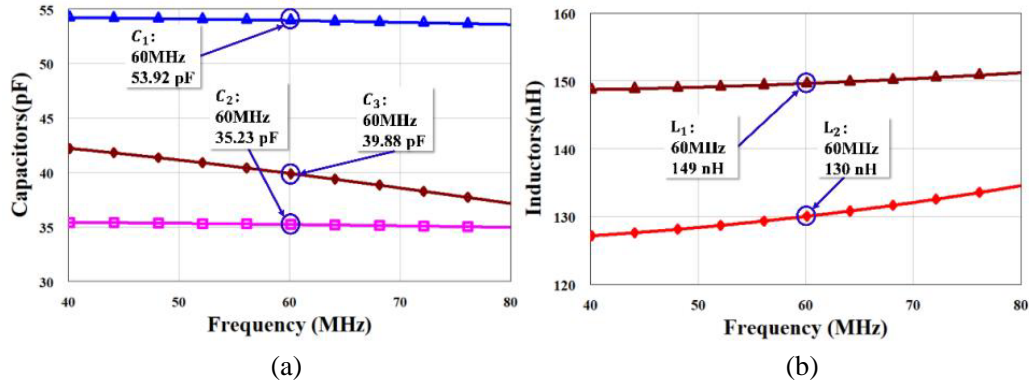 55
50
45
40
35
30
Capacitors(pF)
C₁:
60MHz
53.92 pF
C₂:
60MHz
35.23 pF
C₃:
60MHz
39.88 pF
40
50
60
70
80
Frequency (MHz)
(a)
160
150
140
130
120
Inductors(nH)
L₁:
60MHz
149 nH
L₂:
60MHz
130 nH
40
50
60
70
80
Frequency (MHz)
(b)